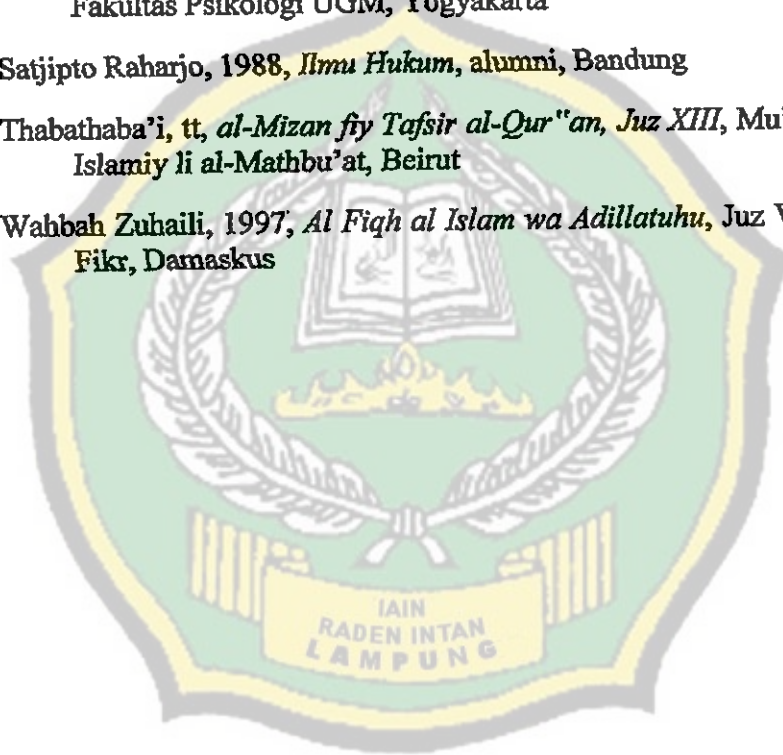 Fakultas Psikologi UGM, Yogyakarta
Satjipto Raharjo, 1988, Ilmu Hukum, alumni, Bandung
Thabathaba'i, tt, al-Mizan fiy Tafsir al-Qur"an, Juz XIII,
Islamiy li al-Mathbu'at, Beirut
Wahbah Zuhaili, 1997, Al Fiqh al Islam wa Adillatuhu, Juz
Fikr, Damaskus
IAIN
RADEN INTAN
LAMPUNG